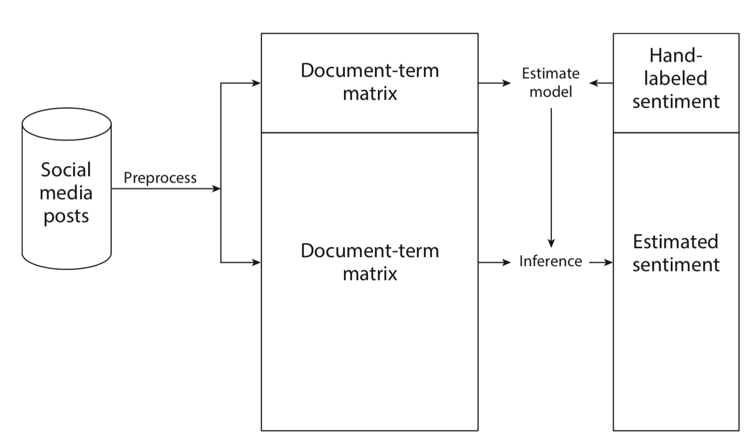 Social
media
posts
Preprocess
Document-term
matrix
Estimate
model
Hand-
labeled
sentiment
Document-term
matrix
Inference
Estimated
sentiment